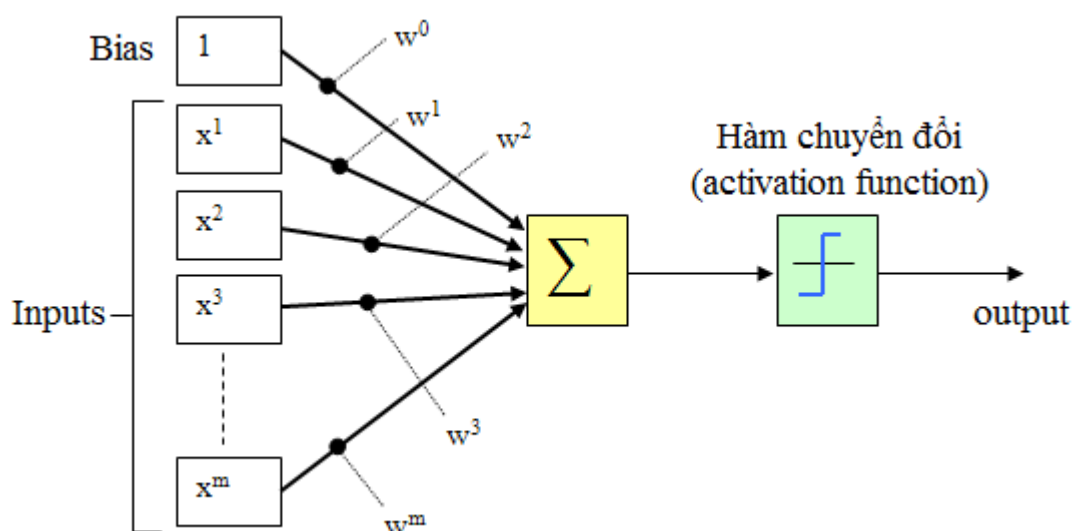 Bias
1
w⁰
x¹
w¹
w²
Hàm chuyển đổi
(activation function)
x²
∑
Inputs
x³
output
w³
xᵐ
wᵐ